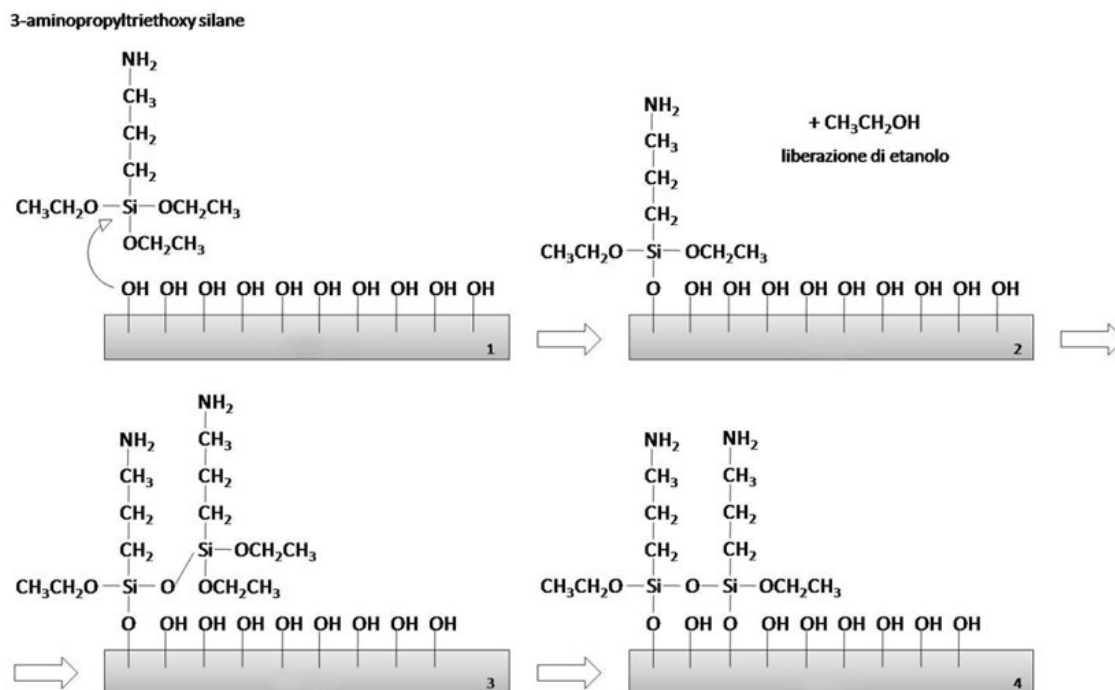 3-aminopropyltriethoxy silane
NH2
CH3
CH2
CH2
CH3CH2O Si OCH2CH3
OCH2CH3
OH OH OH OH OH OH OH OH OH OH
1
NH2
CH3
CH2
CH2
CH3CH2O Si OCH2CH3
O OH OH OH OH OH OH OH OH OH
2
+ CH3CH2OH
liberazione di etanolo
NH2
CH3
CH2
CH2
CH3CH2O Si O
NH2
CH3
CH2
CH2
Si OCH2CH3
OCH2CH3
O OH OH OH OH OH OH OH OH
3
NH2 NH2
CH3 CH3
CH2 CH2
CH2 CH2
CH3CH2O Si O Si OCH2CH3
O OH O OH OH OH OH OH OH
4